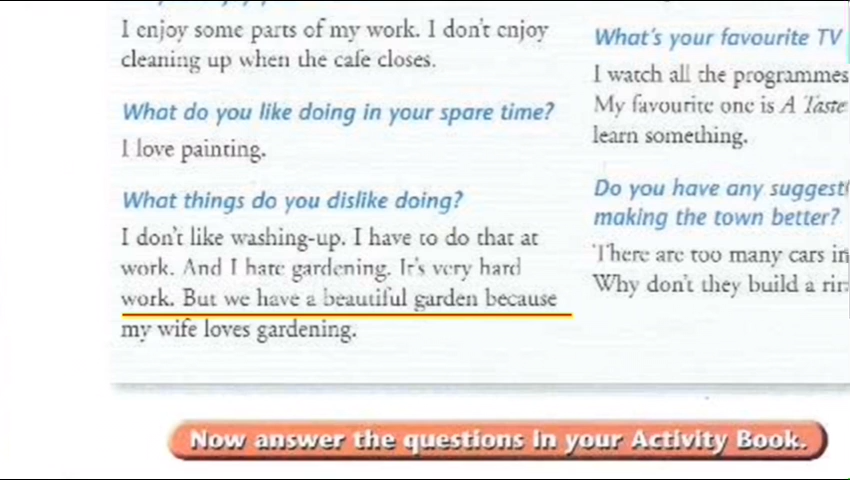 I enjoy some parts of my work. I don't enjoy
cleaning up when the cafe closes.
What do you like doing in your spare time?
I love painting.
What things do you dislike doing?
I don't like washing-up. I have to do that at
work. And I hate gardening. It's very hard
work. But we have a beautiful garden because
my wife loves gardening.
What's your favourite TV
I watch all the programmes
My favourite one is A Taste
learn something.
Do you have any suggest
making the town better?
There are too many cars in
Why don't they build a rin
Now answer the questions in your Activity Book.